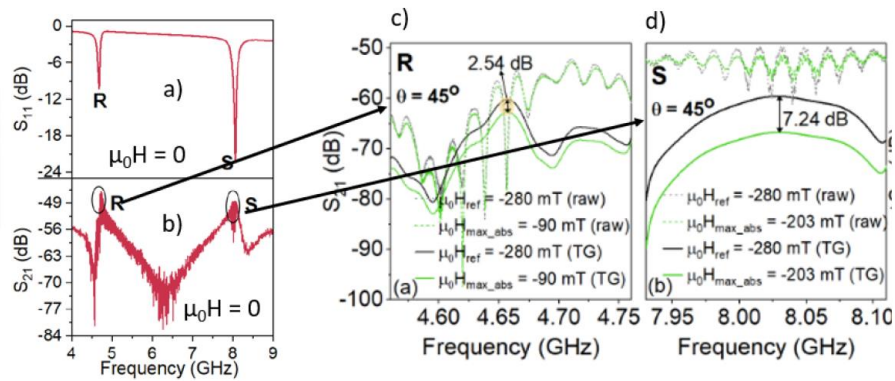 c)
d)
0
-6
-12
-18
-24
S11 (dB)
R
a)
S
μ0H = 0
-49
-56
-63
-70
-77
-84
S21 (dB)
R
S
b)
μ0H = 0
4 5 6 7 8 9
Frequency (GHz)
-50
-60
-70
-80
-90
-100
S21 (dB)
R
2.54 dB
θ = 45°
μ0Href = -280 mT (raw)
μ0Hmax_abs = -90 mT (raw)
μ0Href = -280 mT (TG)
μ0Hmax_abs = -90 mT (TG)
(a)
4.60 4.65 4.70 4.75
Frequency (GHz)
S
θ = 45°
7.24 dB
μ0Href = -280 mT (raw)
μ0Hmax_abs = -203 mT (raw)
μ0Href = -280 mT (TG)
μ0Hmax_abs = -203 mT (TG)
(b)
7.95 8.00 8.05 8.10
Frequency (GHz)